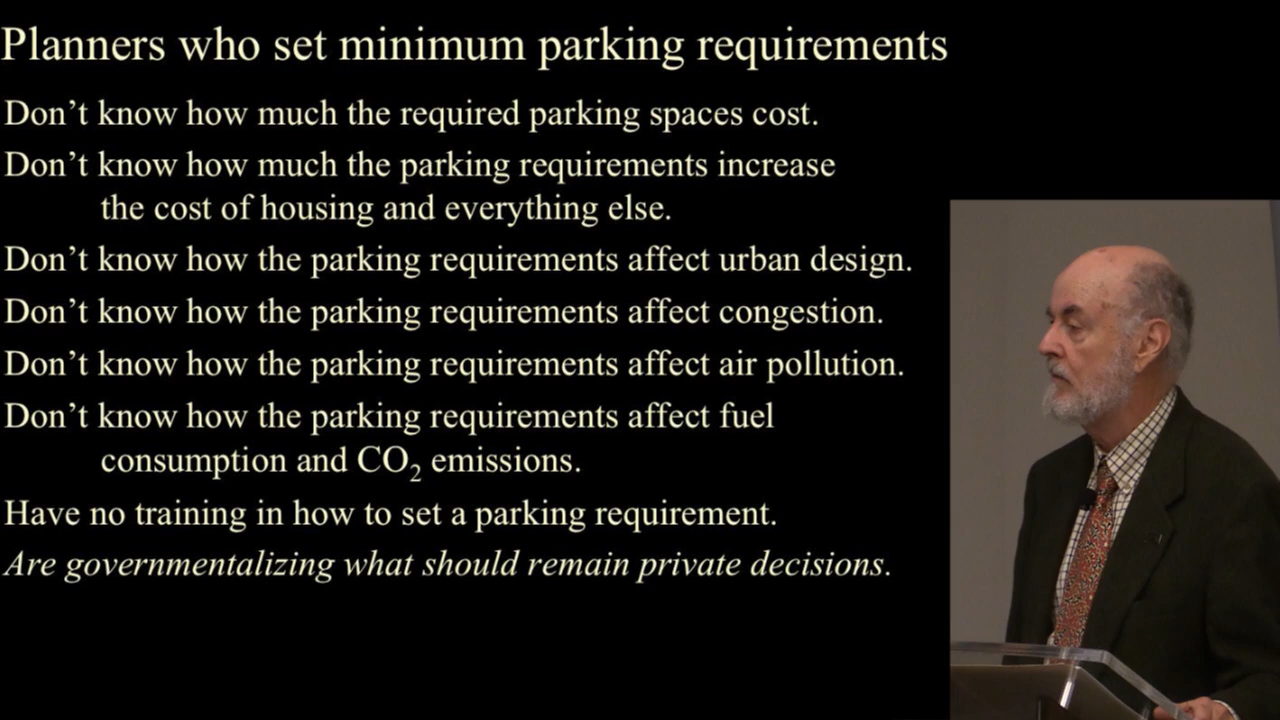 Planners who set minimum parking requirements
Don’t know how much the required parking spaces cost.
Don’t know how much the parking requirements increase
the cost of housing and everything else.
Don’t know how the parking requirements affect urban design.
Don’t know how the parking requirements affect congestion.
Don’t know how the parking requirements affect air pollution.
Don’t know how the parking requirements affect fuel
consumption and CO₂ emissions.
Have no training in how to set a parking requirement.
Are governmentalizing what should remain private decisions.